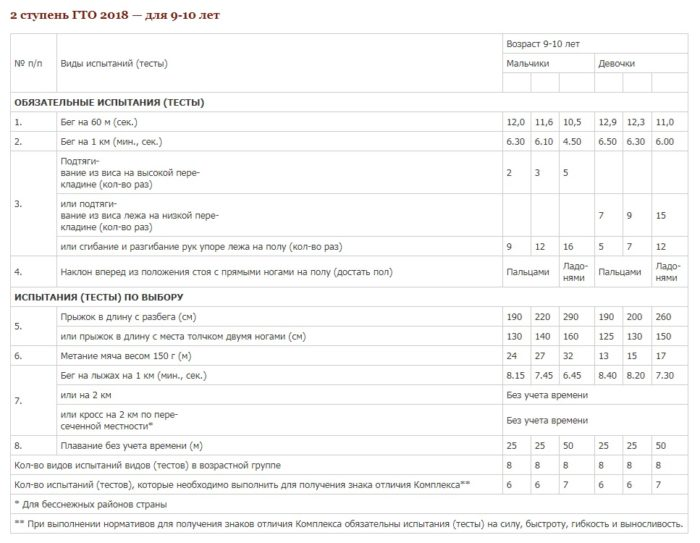 2 ступень ГТО 2018 — для 9-10 лет
№ п/п Виды испытаний (тесты) Возраст 9-10 лет
Мальчики Девочки
ОБЯЗАТЕЛЬНЫЕ ИСПЫТАНИЯ (ТЕСТЫ)
1. Бег на 60 м (сек.) 12,0 11,6 10,5 12,9 12,3 11,0
2. Бег на 1 км (мин., сек.) 6.30 6.10 4.50 6.50 6.30 6.00
3.
Подтяги-
вание из виса на высокой пере-
кладине (кол-во раз) 2 3 5
или подтяги-
вание из виса лежа на низкой пере-
кладине (кол-во раз) 7 9 15
или сгибание и разгибание рук упоре лежа на полу (кол-во раз) 9 12 16 5 7 12
4. Наклон вперед из положения стоя с прямыми ногами на полу (достать пол) Пальцами Ладо- Пальцами Ладо-
нями нями
ИСПЫТАНИЯ (ТЕСТЫ) ПО ВЫБОРУ
5.
Прыжок в длину с разбега (см) 190 220 290 190 200 260
или прыжок в длину с места толчком двумя ногами (см) 130 140 160 125 130 150
6. Метание мяча весом 150 г (м) 24 27 32 13 15 17
7.
Бег на лыжах на 1 км (мин., сек.) 8.15 7.45 6.45 8.40 8.20 7.30
или на 2 км Без учета времени
или кросс на 2 км по пере-
сеченной местности* Без учета времени
8. Плавание без учета времени (м) 25 25 50 25 25 50
Кол-во видов испытаний видов (тестов) в возрастной группе 8 8 8 8 8 8
Кол-во испытаний (тестов), которые необходимо выполнить для получения знака отличия Комплекса** 6 6 7 6 6 7
* Для бесснежных районов страны
** При выполнении нормативов для получения знаков отличия Комплекса обязательны испытания (тесты) на силу, быстроту, гибкость и выносливость.